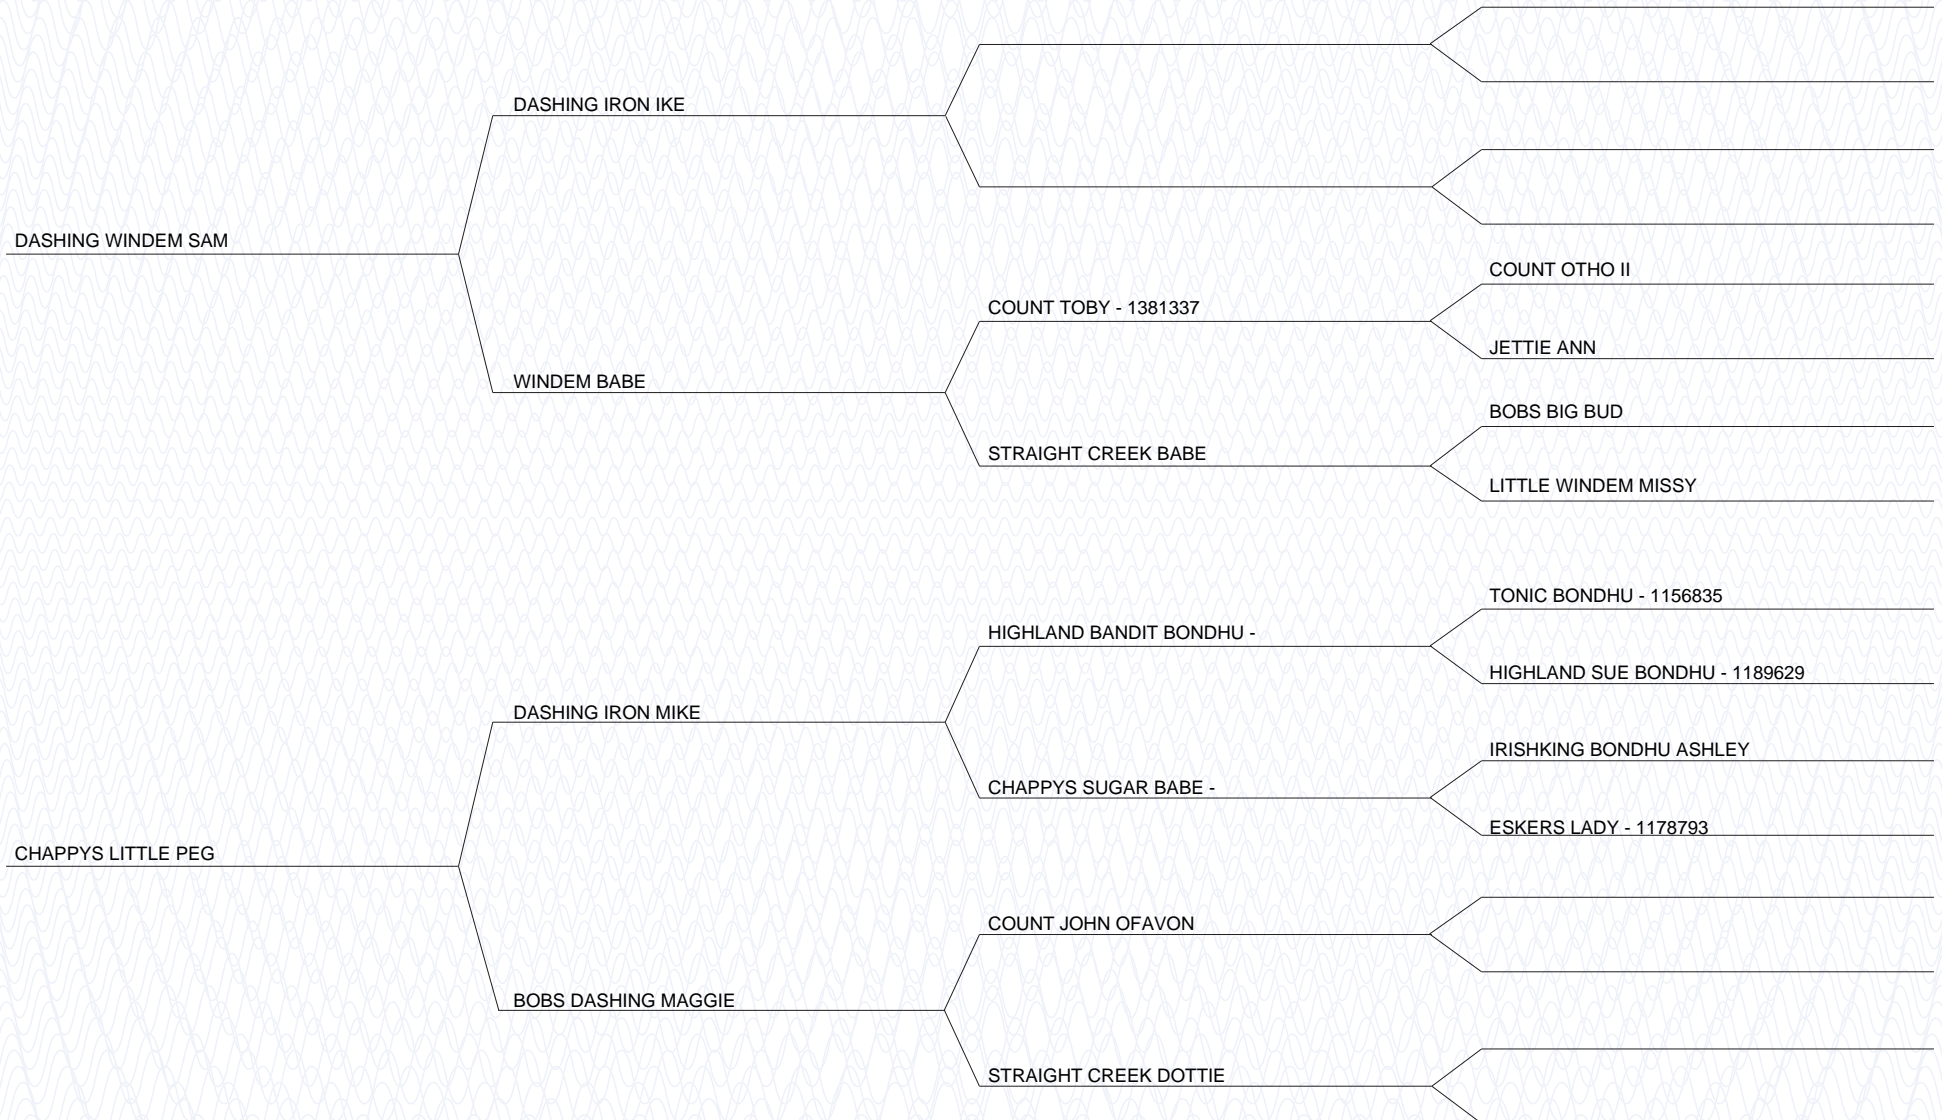 DASHING IRON IKE
DASHING WINDEM SAM
COUNT OTHO II
COUNT TOBY - 1381337
JETTIE ANN
WINDEM BABE
BOBS BIG BUD
STRAIGHT CREEK BABE
LITTLE WINDEM MISSY
TONIC BONDHU - 1156835
HIGHLAND BANDIT BONDHU -
HIGHLAND SUE BONDHU - 1189629
DASHING IRON MIKE
IRISHKING BONDHU ASHLEY
CHAPPYS SUGAR BABE -
ESKERS LADY - 1178793
CHAPPYS LITTLE PEG
COUNT JOHN OFAVON
BOBS DASHING MAGGIE
STRAIGHT CREEK DOTTIE